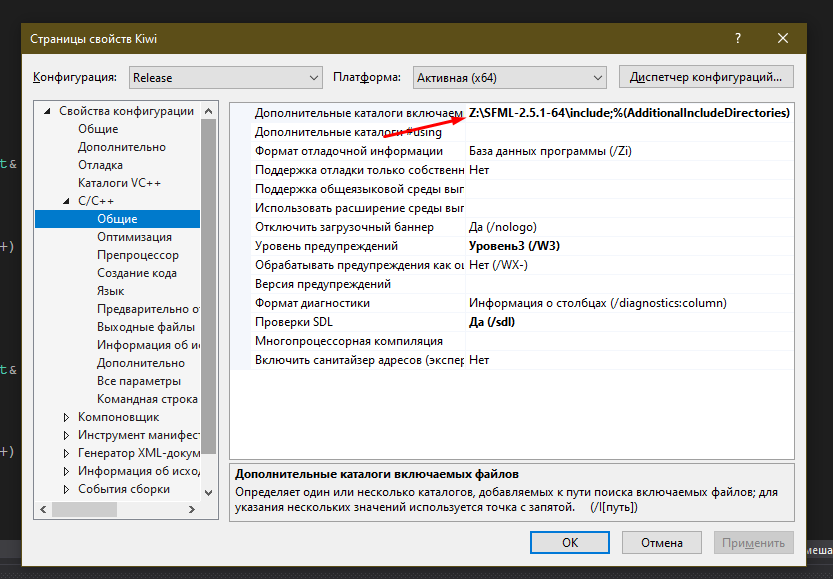 Страницы свойств Kiwi
?
Конфигурация:
Release
Платформа:
Активная (x64)
Диспетчер конфигураций...
Свойства конфигурации
Общие
Дополнительно
Отладка
Каталоги VC++
C/C++
Общие
Оптимизация
Препроцессор
Создание кода
Язык
Предварительно от
Выходные файлы
Информация об ис
Дополнительно
Все параметры
Командная строка
Компоновщик
Инструмент манифест
Генератор XML-докум
Информация об исход
События сборки
Дополнительные каталоги включаем Z:\SFML-2.5.1-64\include;%(AdditionalIncludeDirectories)
Дополнительные каталоги #using
Формат отладочной информации База данных программы (/Zi)
Поддержка отладки только собственн Нет
Поддержка общеязыковой среды вып
Использовать расширение среды вып
Отключить загрузочный баннер Да (/nologo)
Уровень предупреждений Уровень3 (/W3)
Обрабатывать предупреждения как ош Нет (/WX-)
Версия предупреждений
Формат диагностики Информация о столбцах (/diagnostics:column)
Проверки SDL Да (/sdl)
Многопроцессорная компиляция
Включить санитайзер адресов (экспер Нет
Дополнительные каталоги включаемых файлов
Определяет один или несколько каталогов, добавляемых к пути поиска включаемых файлов; для
указания нескольких значений используется точка с запятой. (/I[путь])
OK
Отмена
Применить
t&
+)
t&
+)
меша